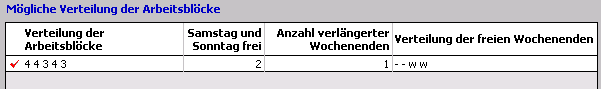 Mögliche Verteilung der Arbeitsblöcke
Verteilung der Arbeitsblöcke Samstag und Sonntag frei Anzahl verlängerter Wochenenden Verteilung der freien Wochenenden
4 4 3 4 3 2 1 - - w w